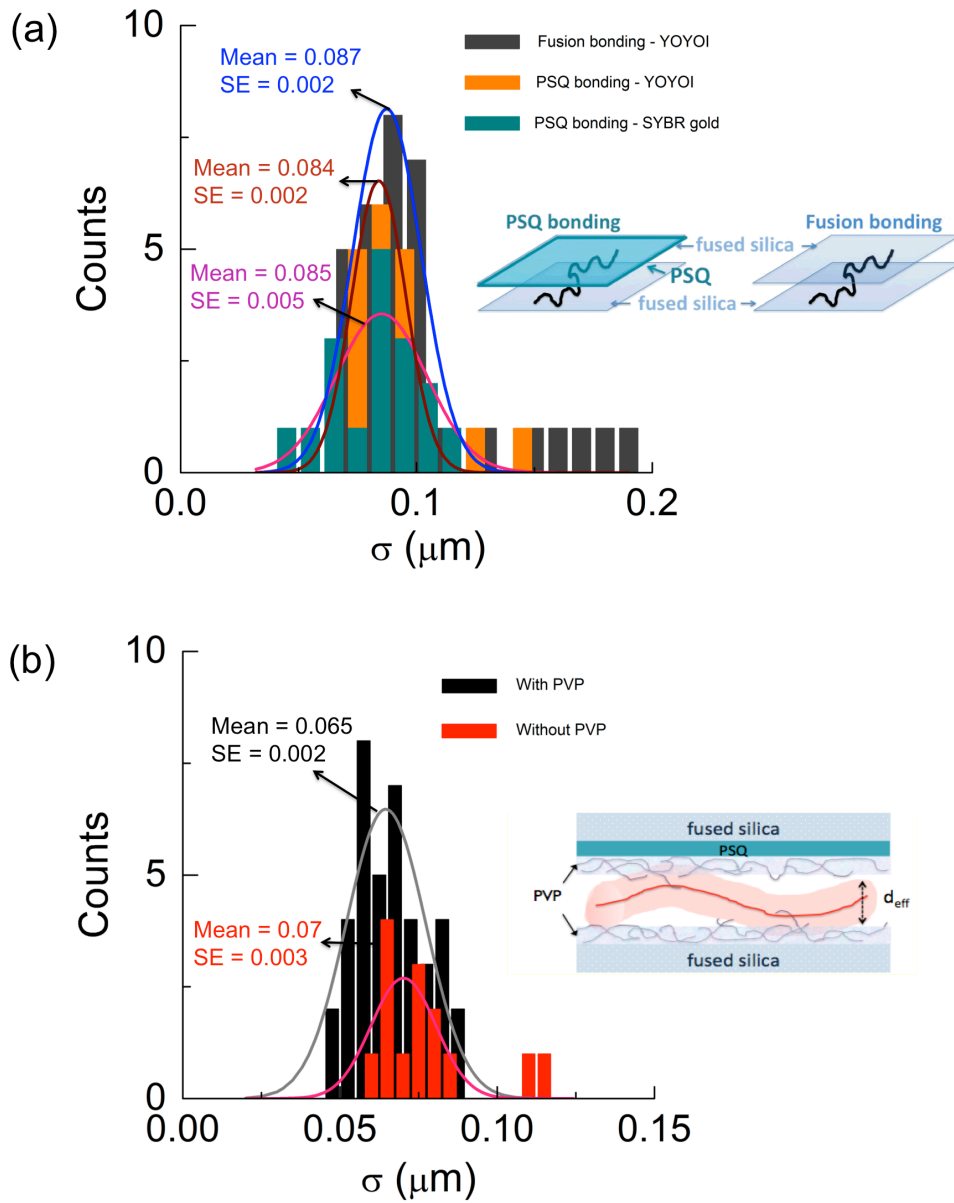 (a)
10
5
0
Counts
Mean = 0.087
SE = 0.002
Mean = 0.084
SE = 0.002
Mean = 0.085
SE = 0.005
Fusion bonding - YOYOI
PSQ bonding - YOYOI
PSQ bonding - SYBR gold
PSQ bonding
Fusion bonding
fused silica
PSQ
fused silica
0.0
0.1
0.2
σ (μm)
(b)
10
5
0
Counts
Mean = 0.065
SE = 0.002
Mean = 0.07
SE = 0.003
With PVP
Without PVP
fused silica
PSQ
PVP
deff
fused silica
0.00
0.05
0.10
0.15
σ (μm)